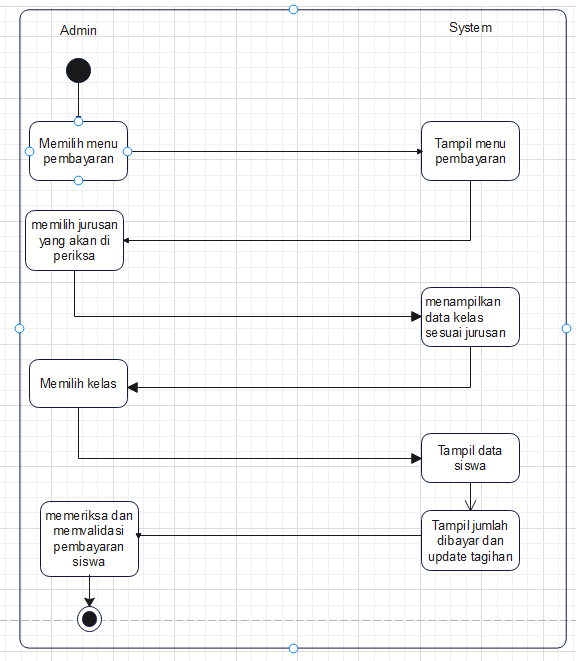 Admin
System
Memilih menu
pembayaran
Tampil menu
pembayaran
memilih jurusan
yang akan di
periksa
menampilkan
data kelas
sesuai jurusan
Memilih kelas
Tampil data
siswa
Tampil jumlah
dibayar dan
update tagihan
memeriksa dan
memvalidasi
pembayaran
siswa